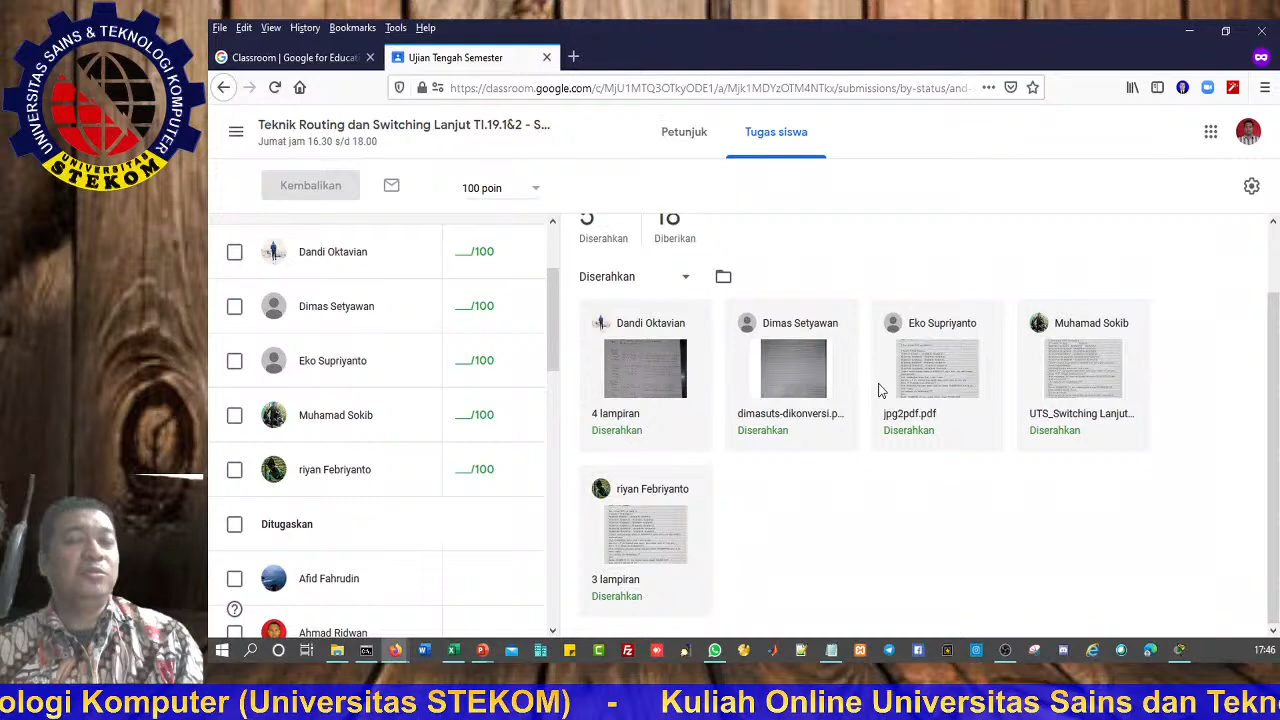 File Edit View History Bookmarks Tools Help
UNIVERSITAS SAINS & TEKNOLOGI KOMPUTER
UNIVERSITAS
STEKOM
Classroom | Google for Educati
Ujian Tengah Semester
https://classroom.google.com/c/MjU1MTQ3OTkyODE1/a/Mjk1MDYzOTM4NTk0/submissions/by-status/and-
Teknik Routing dan Switching Lanjut TI.19.1&2 - S...
Jumat jam 16.30 s/d 18.00
Petunjuk
Tugas siswa
Kembalikan
100 poin
5
18
Diserahkan
Diberikan
Dandi Oktavian
__/100
Dimas Setyawan
__/100
Eko Supriyanto
__/100
Muhamad Sokib
__/100
riyan Febriyanto
__/100
Ditugaskan
Afid Fahrudin
Ahmad Ridwan
Diserahkan
Dandi Oktavian
4 lampiran
Diserahkan
Dimas Setyawan
dimasuts-dikonversi.p...
Diserahkan
Eko Supriyanto
jpg2pdf.pdf
Diserahkan
Muhamad Sokib
UTS_Switching Lanjut...
Diserahkan
riyan Febriyanto
3 lampiran
Diserahkan
17:46
ologi Komputer (Universitas STEKOM) - Kuliah Online Universitas Sains dan Tekn